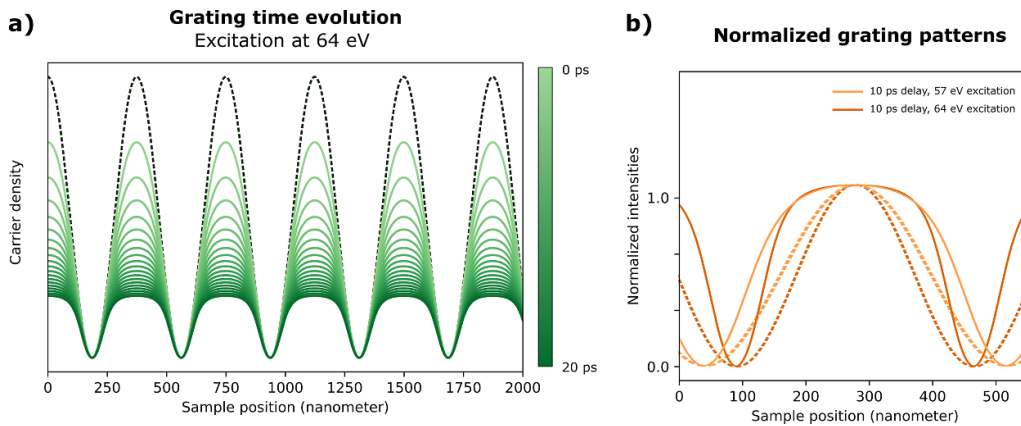 a)
Grating time evolution
Excitation at 64 eV
0 ps
20 ps
Carrier density
0 250 500 750 1000 1250 1500 1750 2000
Sample position (nanometer)
b)
Normalized grating patterns
10 ps delay, 57 eV excitation
10 ps delay, 64 eV excitation
1.0
0.0
Normalized intensities
0 100 200 300 400 500
Sample position (nanometer)